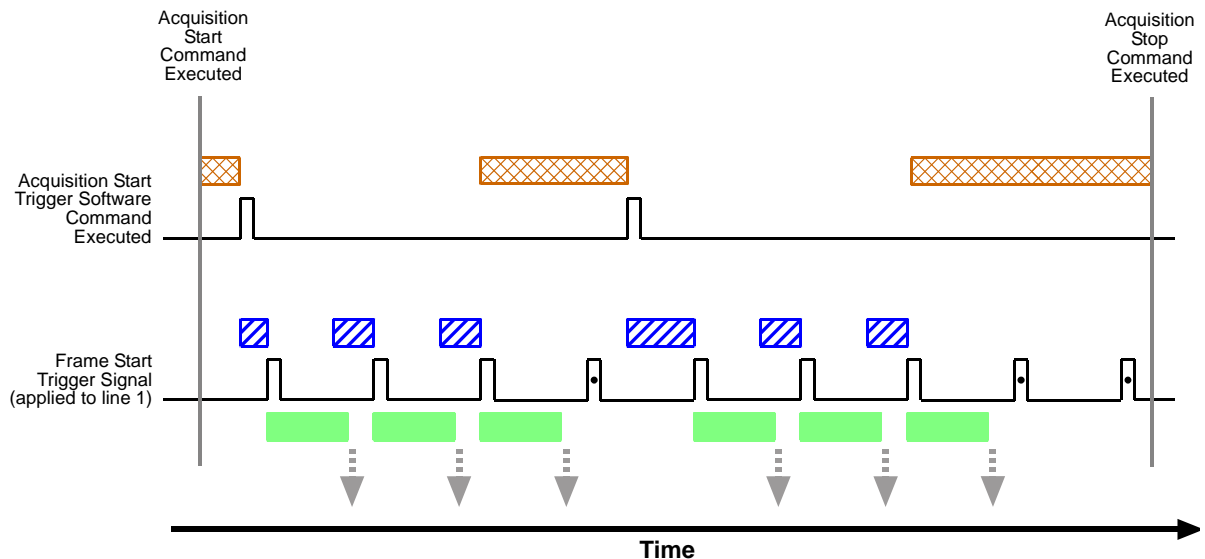 Acquisition
Start
Command
Executed
Acquisition
Stop
Command
Executed
Acquisition Start
Trigger Software
Command
Executed
Frame Start
Trigger Signal
(applied to line 1)
Time